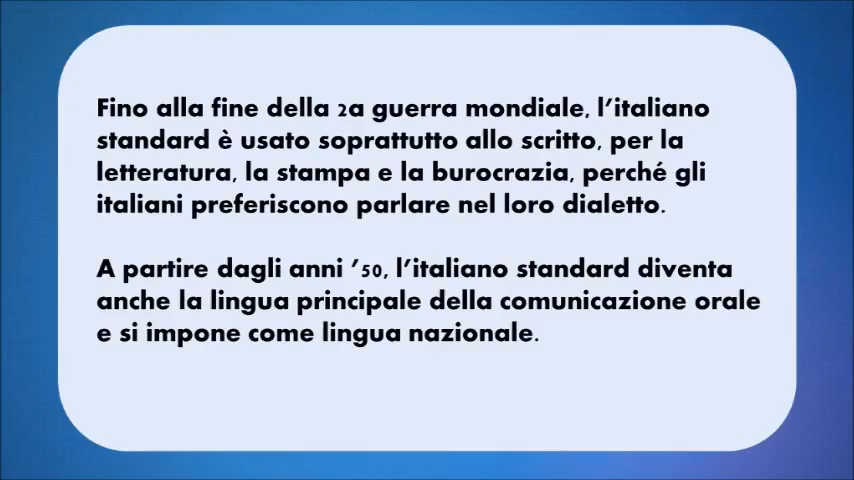 Fino alla fine della 2a guerra mondiale, l'italiano
standard è usato soprattutto allo scritto, per la
letteratura, la stampa e la burocrazia, perché gli
italiani preferiscono parlare nel loro dialetto.
A partire dagli anni '50, l'italiano standard diventa
anche la lingua principale della comunicazione orale
e si impone come lingua nazionale.